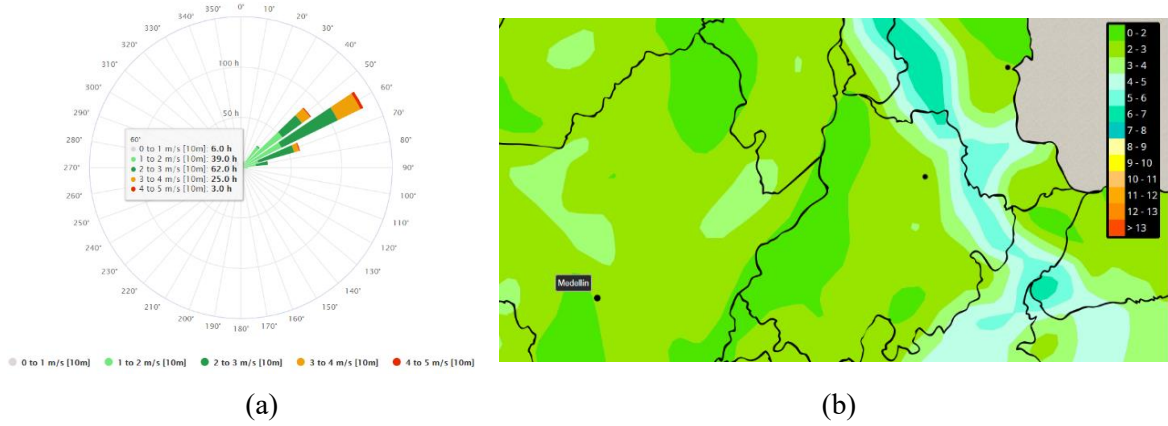 0°
10°
20°
30°
40°
50°
60°
70°
80°
90°
100°
110°
120°
130°
140°
150°
160°
170°
180°
190°
200°
210°
220°
230°
240°
250°
260°
270°
280°
290°
300°
310°
320°
330°
340°
350°
100 h
50 h
60°
0 to 1 m/s [10m]: 6.0 h
1 to 2 m/s [10m]: 39.0 h
2 to 3 m/s [10m]: 62.0 h
3 to 4 m/s [10m]: 25.0 h
4 to 5 m/s [10m]: 3.0 h
0 to 1 m/s [10m] 1 to 2 m/s [10m] 2 to 3 m/s [10m] 3 to 4 m/s [10m] 4 to 5 m/s [10m]
(a)
Medellin
0 - 2
2 - 3
3 - 4
4 - 5
5 - 6
6 - 7
7 - 8
8 - 9
9 - 10
10 - 11
11 - 12
12 - 13
> 13
(b)